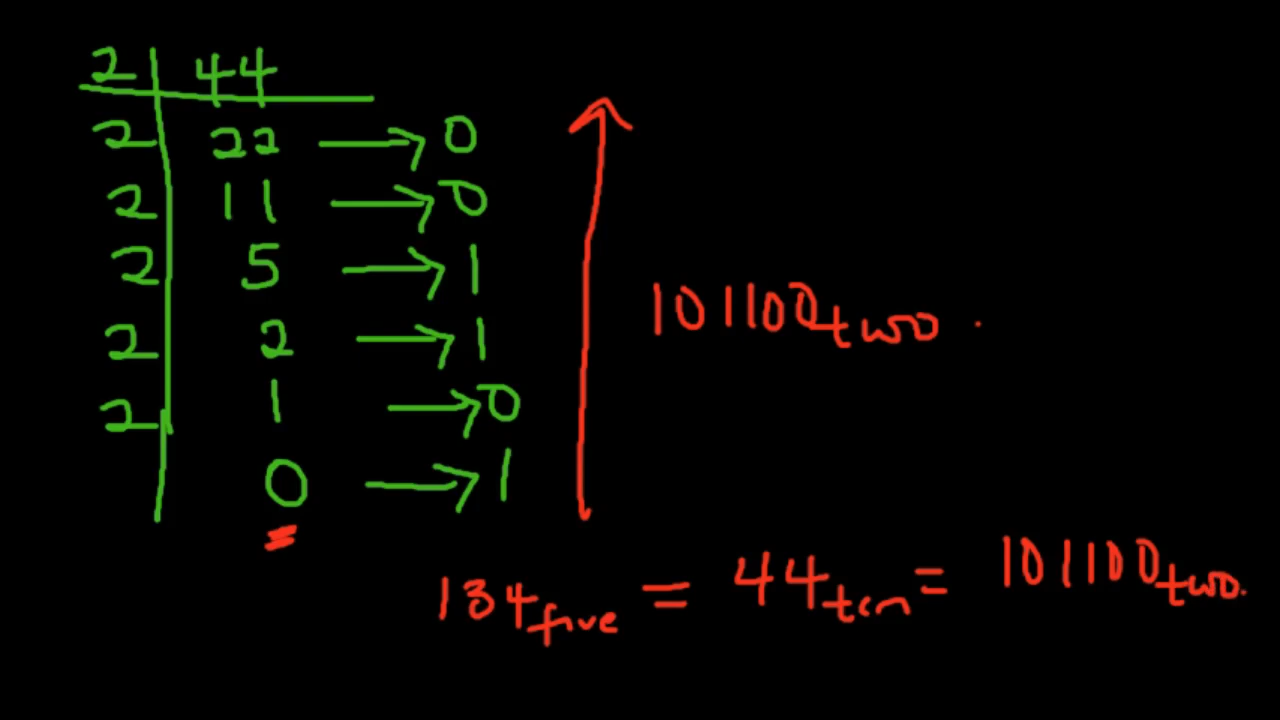 2 44
2 22 → 0
2 11 → 0
2 5 → 1
2 2 → 1
2 1 → 0
0 → 1
101100two.
134five = 44ten = 101100two.